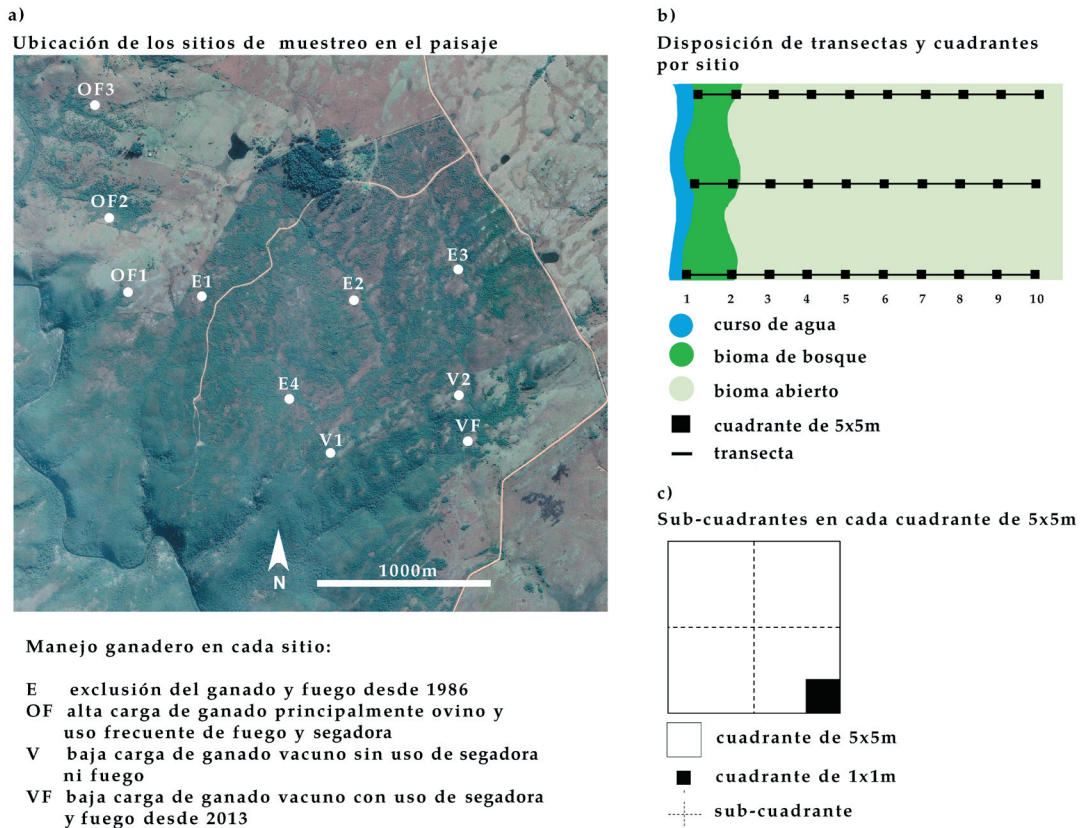 a)
Ubicación de los sitios de muestreo en el paisaje
OF3
OF2
OF1
E1
E2
E3
E4
V2
V1
VF
N
1000m
Manejo ganadero en cada sitio:
E exclusión del ganado y fuego desde 1986
OF alta carga de ganado principalmente ovino y
uso frecuente de fuego y segadora
V baja carga de ganado vacuno sin uso de segadora
ni fuego
VF baja carga de ganado vacuno con uso de segadora
y fuego desde 2013
b)
Disposición de transectas y cuadrantes
por sitio
1 2 3 4 5 6 7 8 9 10
curso de agua
bioma de bosque
bioma abierto
cuadrante de 5x5m
transecta
c)
Sub-cuadrantes en cada cuadrante de 5x5m
cuadrante de 5x5m
cuadrante de 1x1m
sub-cuadrante